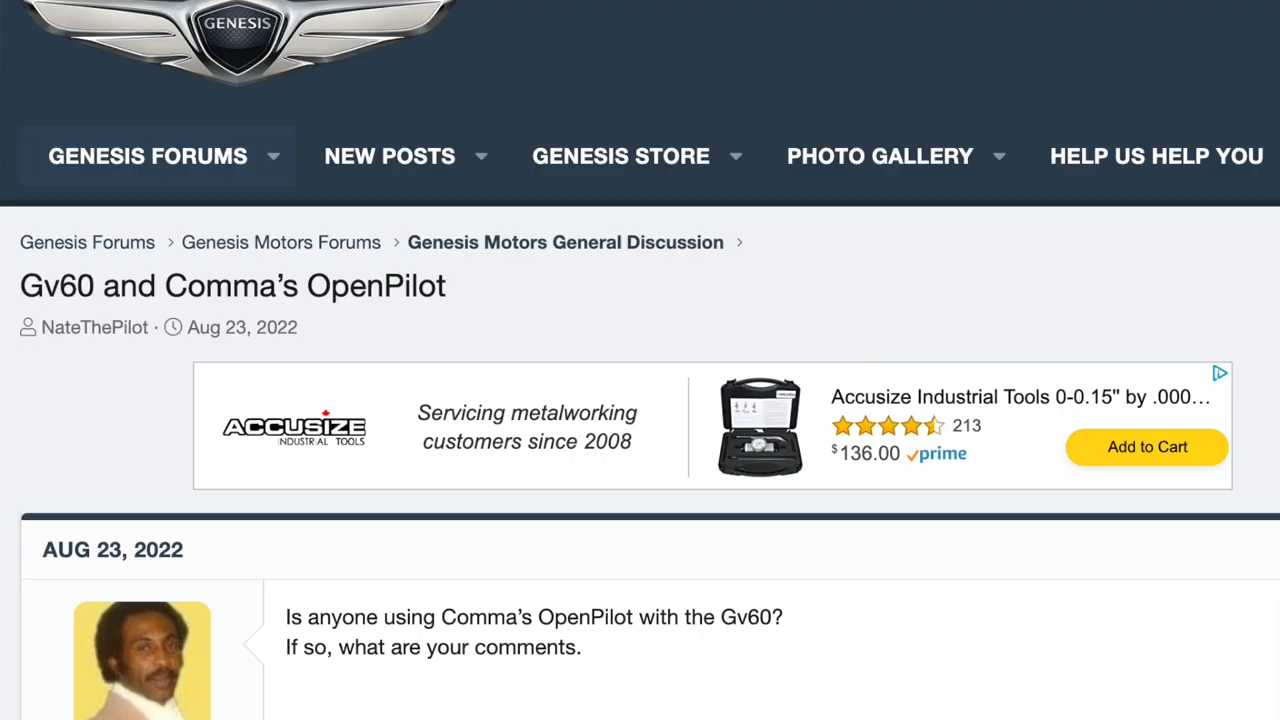 GENESIS
GENESIS FORUMS
NEW POSTS
GENESIS STORE
PHOTO GALLERY
HELP US HELP YOU
Genesis Forums > Genesis Motors Forums > Genesis Motors General Discussion >
Gv60 and Comma’s OpenPilot
NateThePilot · Aug 23, 2022
ACCUSIZE
INDUSTRIAL TOOLS
Servicing metalworking
customers since 2008
Accusize Industrial Tools 0-0.15" by .000...
213
$136.00 prime
Add to Cart
AUG 23, 2022
Is anyone using Comma’s OpenPilot with the Gv60?
If so, what are your comments.